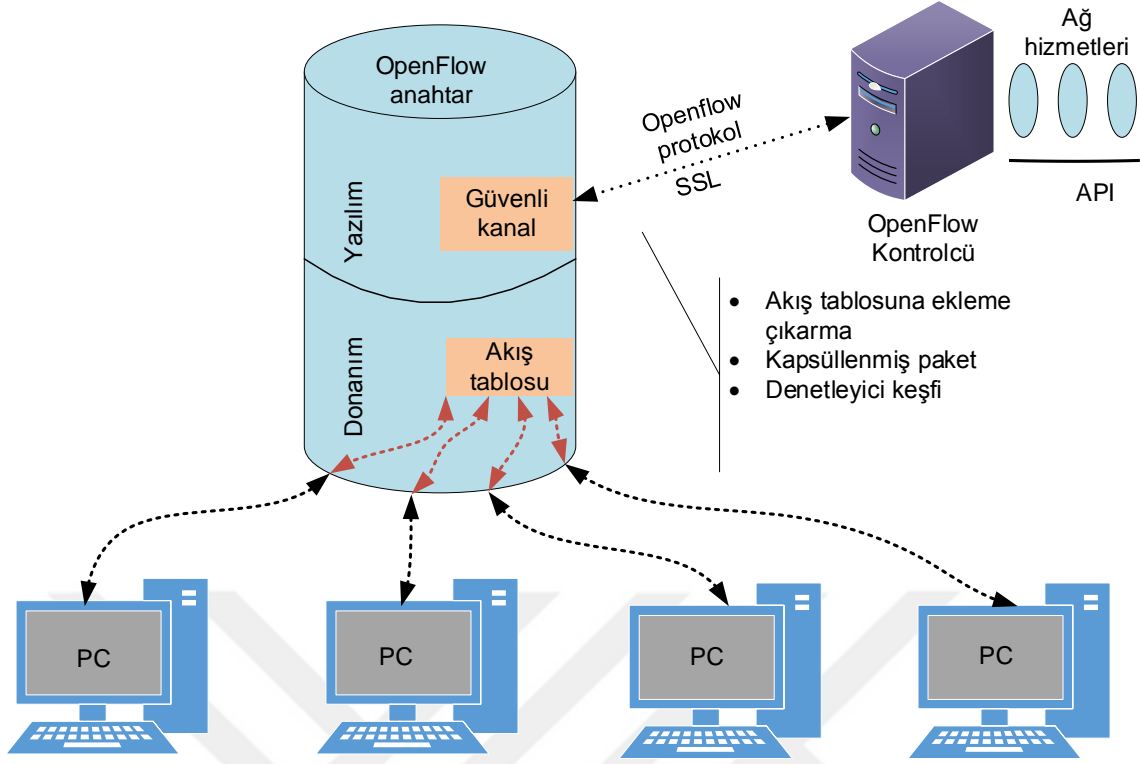 OpenFlow
anahtar
Yazılım
Güvenli
kanal
Donanım
Akış
tablosu
Openflow
protokol
SSL
OpenFlow
Kontrolcü
Ağ
hizmetleri
API
• Akış tablosuna ekleme
çıkarma
• Kapsüllenmiş paket
• Denetleyici keşfi
PC
PC
PC
PC